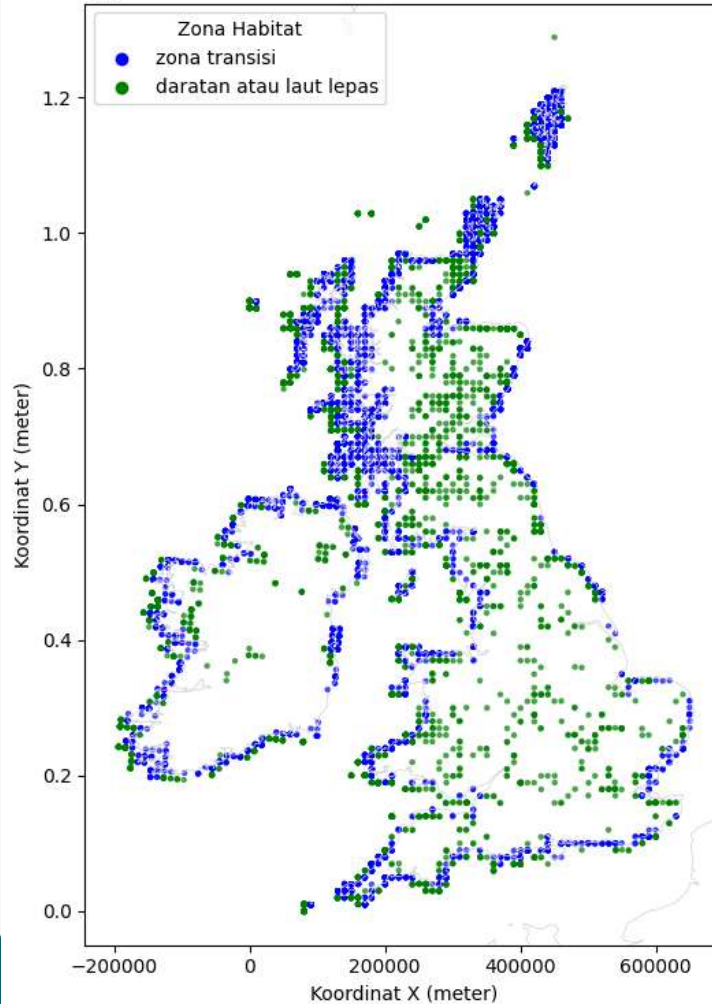 Zona Habitat
zona transisi
daratan atau laut lepas
1.2
1.0
0.8
0.6
0.4
0.2
0.0
Koordinat Y (meter)
−200000 0 200000 400000 600000
Koordinat X (meter)